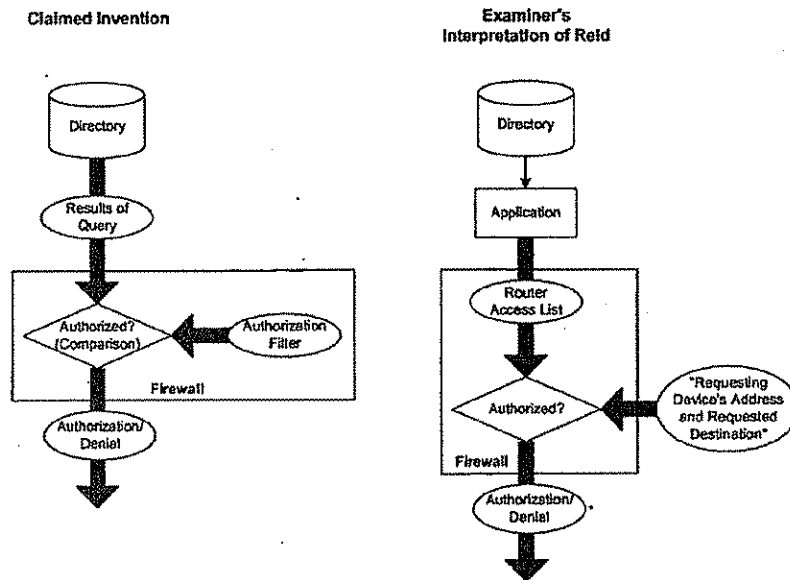 Claimed Invention
Directory
Results of
Query
Authorized?
(Comparison)
Authorization
Filter
Firewall
Authorization/
Denial
Examiner's
Interpretation of Reid
Directory
Application
Router
Access List
Authorized?
"Requesting
Device's Address
and Requested
Destination"
Firewall
Authorization/
Denial